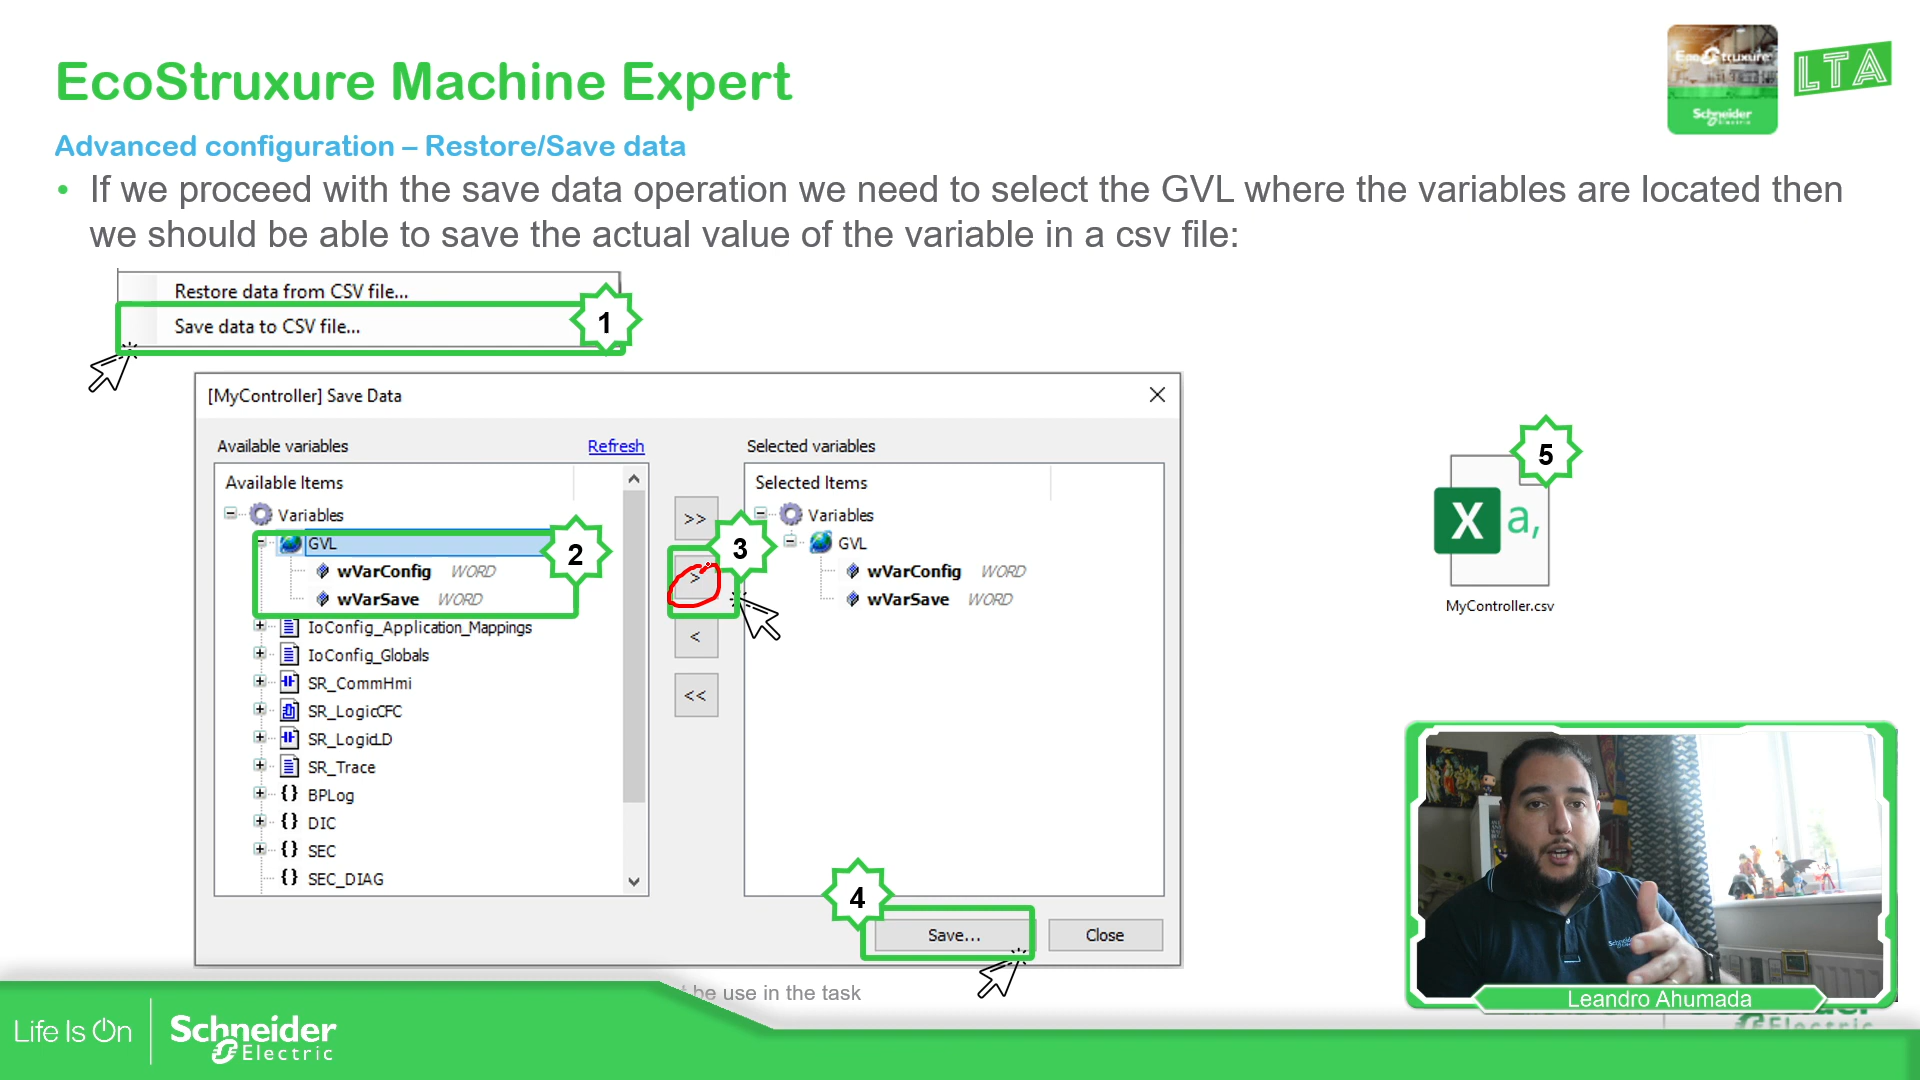 EcoStruxure Machine Expert
EcoStruxure
Schneider
Electric
LTA
Advanced configuration – Restore/Save data
• If we proceed with the save data operation we need to select the GVL where the variables are located then
we should be able to save the actual value of the variable in a csv file:
Restore data from CSV file...
Save data to CSV file...
1
[MyController] Save Data
Available variables
Refresh
Selected variables
Available Items
Selected Items
Variables
Variables
GVL
GVL
wVarConfig WORD
wVarConfig WORD
wVarSave WORD
wVarSave WORD
2
3
>>
>
<
<<
IoConfig_Application_Mappings
IoConfig_Globals
SR_CommHmi
SR_LogicCFC
SR_LogicLD
SR_Trace
{} BPLog
{} DIC
{} SEC
{} SEC_DIAG
4
Save...
Close
5
X
a,
MyController.csv
be use in the task
Leandro Ahumada
Life Is On
Schneider
Electric
Electric